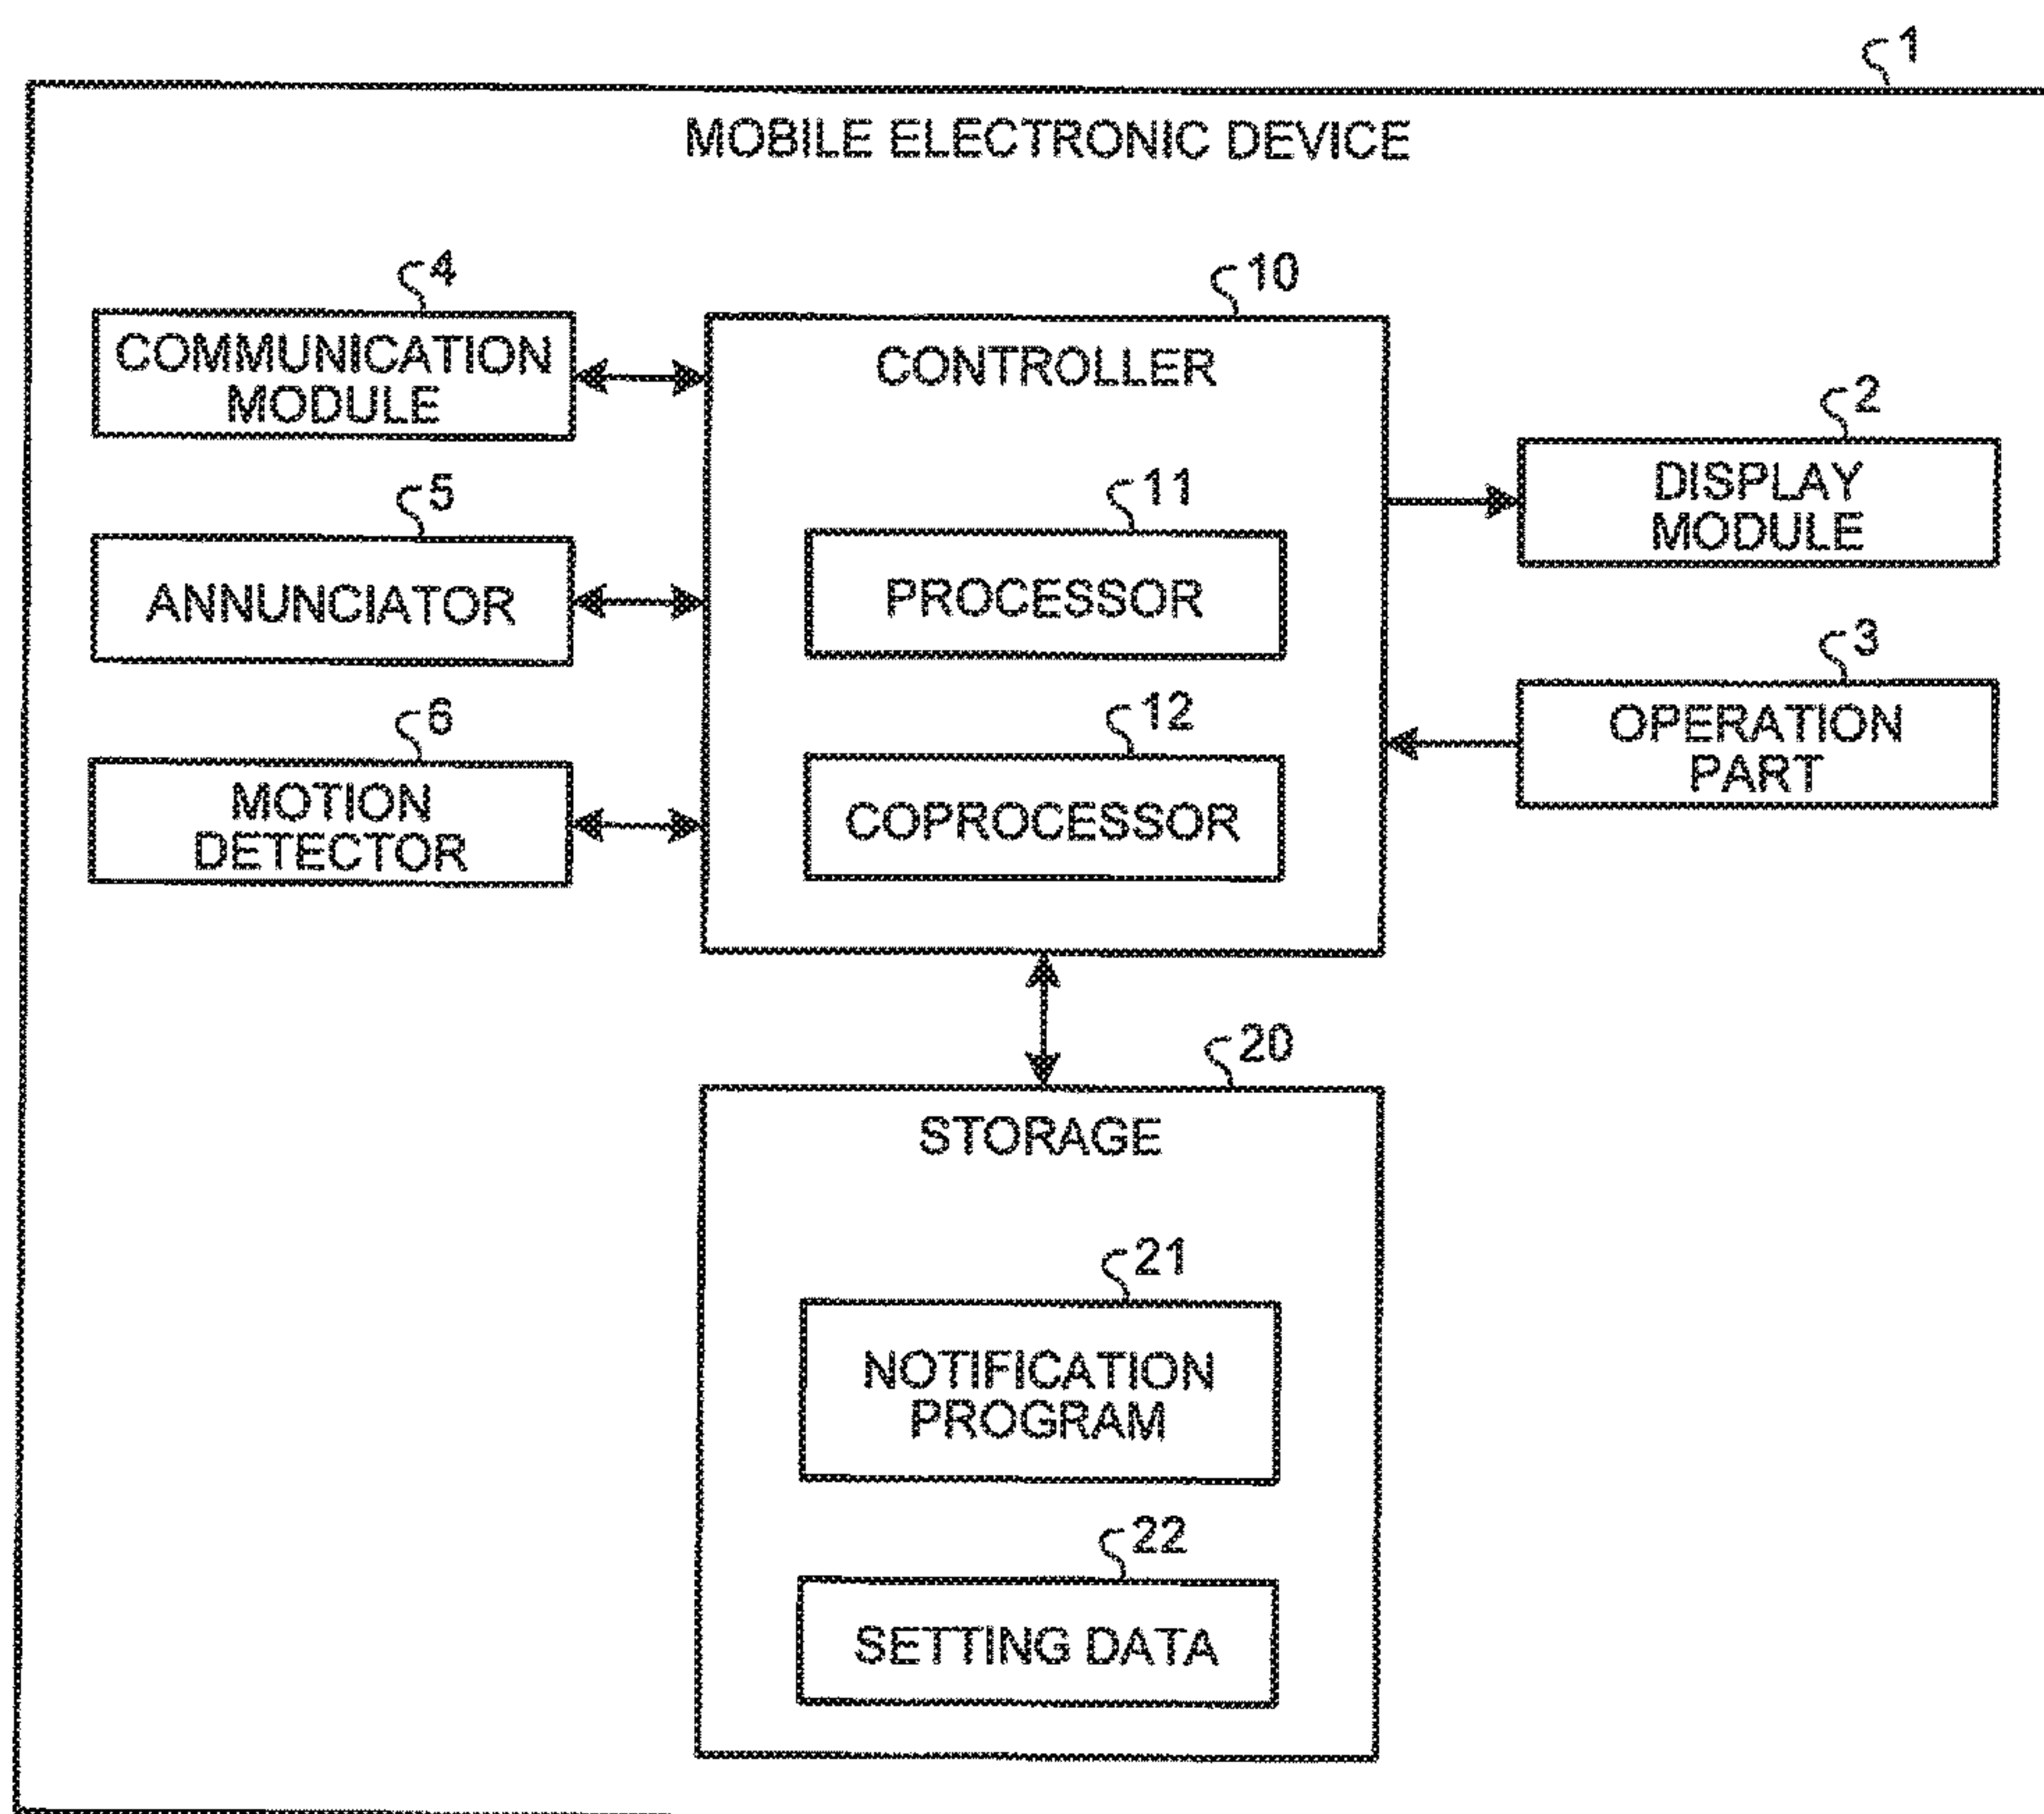 1
MOBILE ELECTRONIC DEVICE
4
COMMUNICATION
MODULE
5
ANNUNCIATOR
6
MOTION
DETECTOR
10
CONTROLLER
11
PROCESSOR
12
COPROCESSOR
2
DISPLAY
MODULE
3
OPERATION
PART
20
STORAGE
21
NOTIFICATION
PROGRAM
22
SETTING DATA